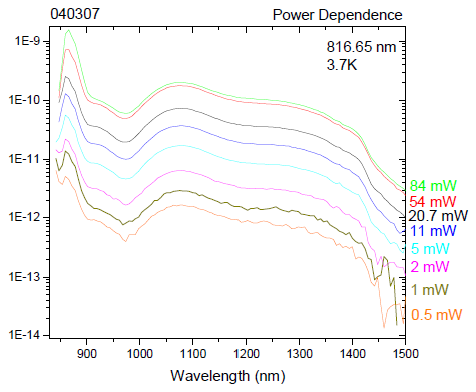 040307 Power Dependence
816.65 nm
3.7K
1E-9
1E-10
1E-11
1E-12
1E-13
1E-14
84 mW
54 mW
20.7 mW
11 mW
5 mW
2 mW
1 mW
0.5 mW
900 1000 1100 1200 1300 1400 1500
Wavelength (nm)